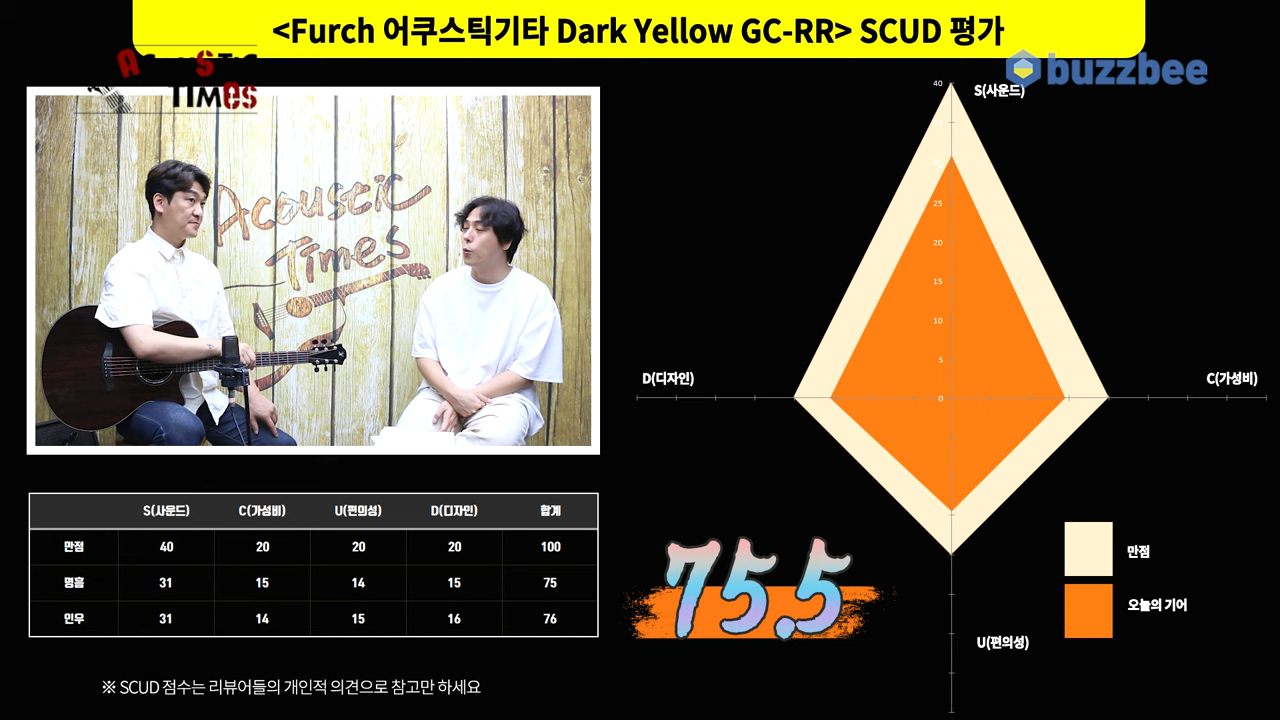 <Furch 어쿠스틱기타 Dark Yellow GC-RR> SCUD 평가
ACOUSTIC
TIMES
buzzbee
Acoustic
Times
40
S(사운드)
25
20
15
10
5
0
D(디자인)
C(가성비)
U(편의성)
만점
오늘의 기어
S(사운드) C(가성비) U(편의성) D(디자인) 합계
만점 40 20 20 20 100
명흠 31 15 14 15 75
민우 31 14 15 16 76
75.5
※ SCUD 점수는 리뷰어들의 개인적 의견으로 참고만 하세요